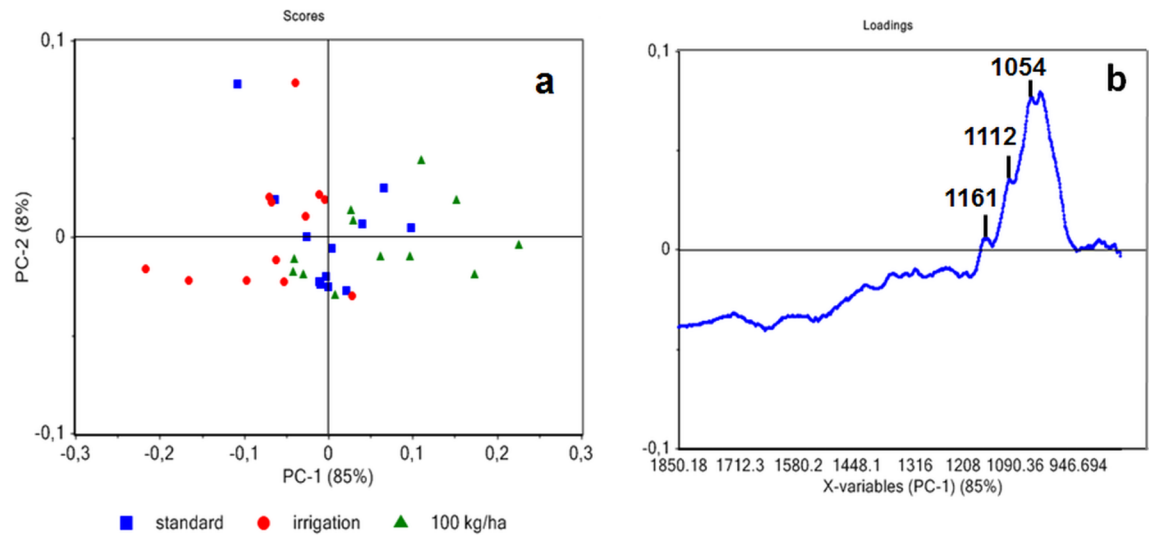 Scores
0,1
a
PC-2 (8%)
0
-0,1
-0,3 -0,2 -0,1 0 0,1 0,2 0,3
PC-1 (85%)
standard irrigation 100 kg/ha
Loadings
0,1
b
1054
1112
1161
0
-0,1
1850.18 1712.3 1580.2 1448.1 1316 1208 1090.36 946.694
X-variables (PC-1) (85%)